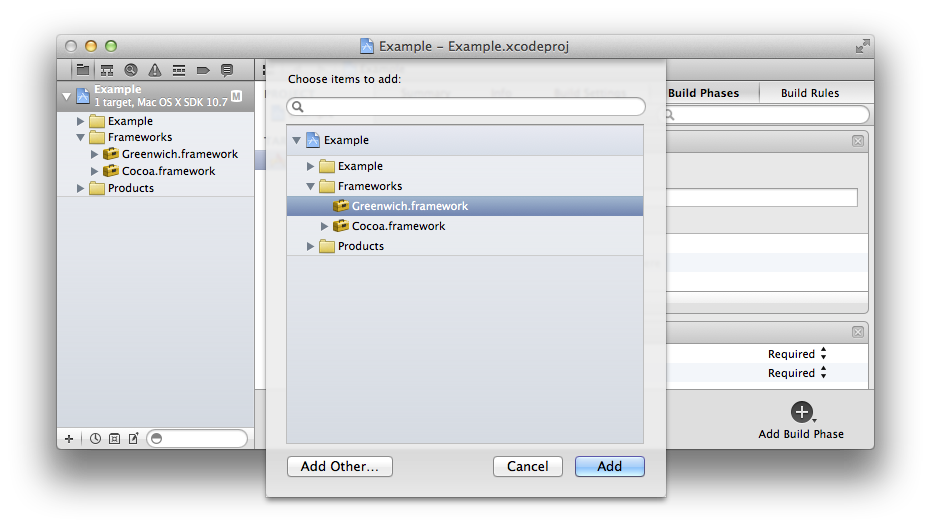 Example – Example.xcodeproj
Example
1 target, Mac OS X SDK 10.7
M
Example
Frameworks
Greenwich.framework
Cocoa.framework
Products
Choose items to add:
Example
Example
Frameworks
Greenwich.framework
Cocoa.framework
Products
Add Other...
Cancel
Add
Build Phases
Build Rules
Required
Required
Add Build Phase